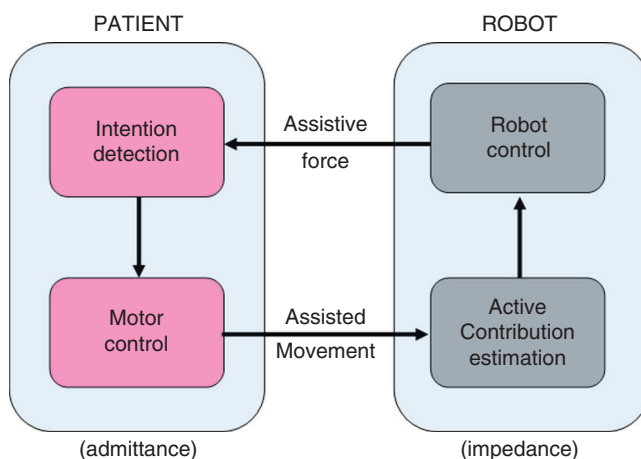 PATIENT
ROBOT
Intention
detection
Assistive
force
Robot
control
Motor
control
Assisted
Movement
Active
Contribution
estimation
(admittance)
(impedance)